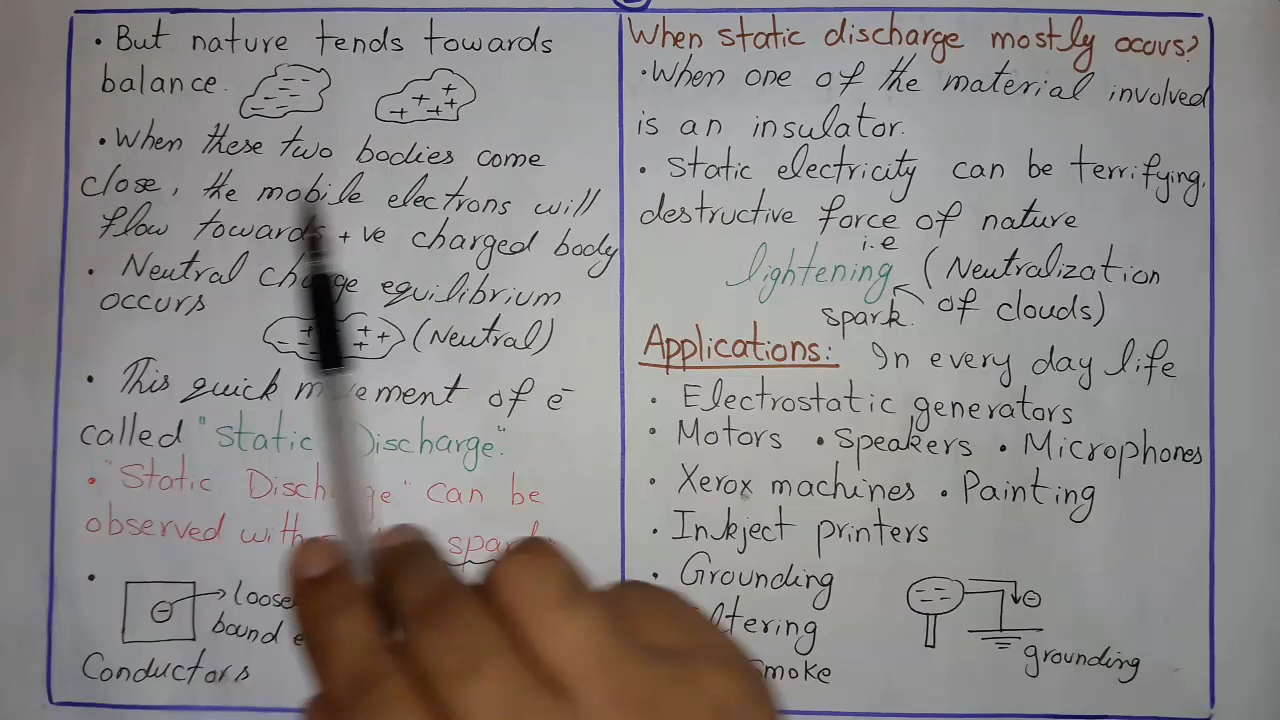 • But nature tends towards
balance.
• When these two bodies come
close, the mobile electrons will
flow towards +ve charged body
• Neutral charge equilibrium
occurs
(Neutral)
• This quick movement of e-
called "Static Discharge".
• "Static Discharge" can be
observed with
• loose
bound e
Conductors
When static discharge mostly occurs?
• When one of the material involved
is an insulator.
• Static electricity can be terrifying,
destructive force of nature
i.e
lightening (Neutralization
spark. of clouds)
Applications: In every day life
• Electrostatic generators
• Motors • Speakers • Microphones
• Xerox machines • Painting
• Inkject printers
• Grounding
grounding
smoke